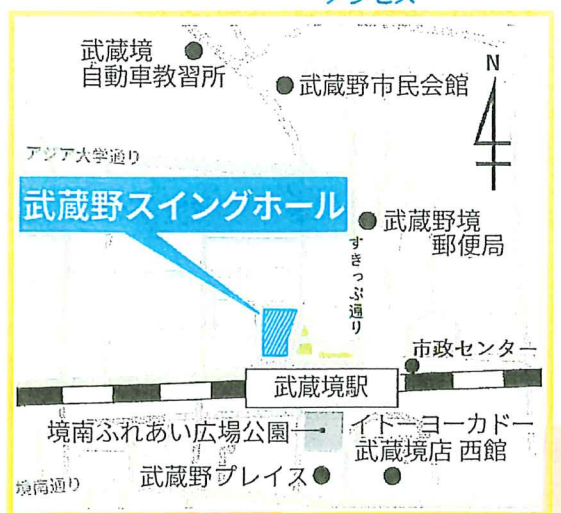 アクセス
武蔵境
自動車教習所
武蔵野市民会館
N
アジア大学通り
武蔵野スイングホール
武蔵野境
郵便局
すきっぷ通り
市政センター
武蔵境駅
境南ふれあい広場公園
イトーヨーカドー
武蔵境店 西館
武蔵野プレイス
境南通り